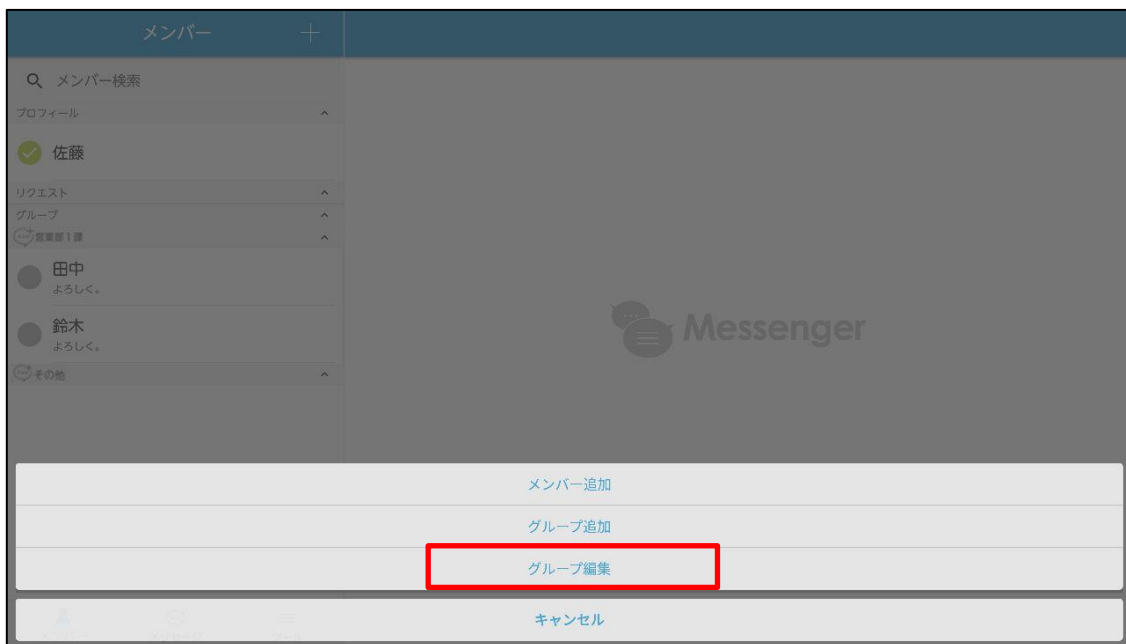 メンバー
メンバー検索
プロフィール
佐藤
リクエスト
グループ
営業部1課
田中
よろしく。
鈴木
よろしく。
その他
Messenger
メンバー追加
グループ追加
グループ編集
キャンセル